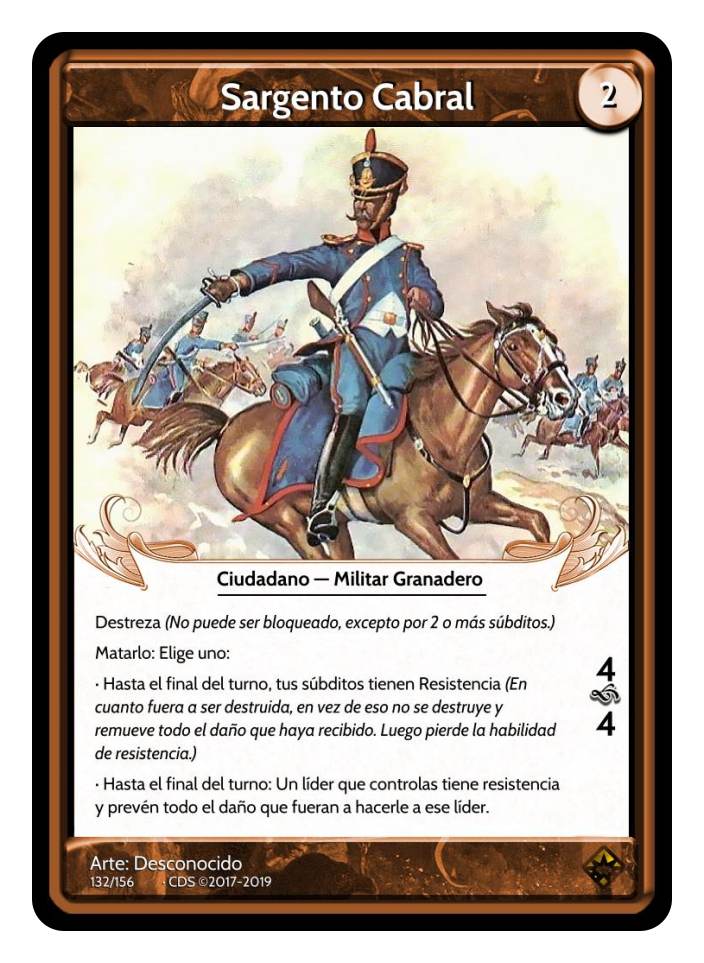 Sargento Cabral
2
Ciudadano — Militar Granadero
Destreza (No puede ser bloqueado, excepto por 2 o más súbditos.)
Matarlo: Elige uno:
· Hasta el final del turno, tus súbditos tienen Resistencia (En
cuanto fuera a ser destruida, en vez de eso no se destruye y
remueve todo el daño que haya recibido. Luego pierde la habilidad
de resistencia.)
· Hasta el final del turno: Un líder que controlas tiene resistencia
y prevén todo el daño que fueran a hacerle a ese líder.
4
4
Arte: Desconocido
132/156 · CDS ©2017-2019